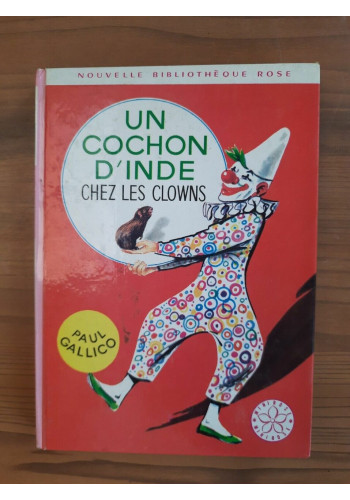 NOUVELLE BIBLIOTHÈQUE ROSE
UN
COCHON
D'INDE
CHEZ LES CLOWNS
PAUL
GALLICO